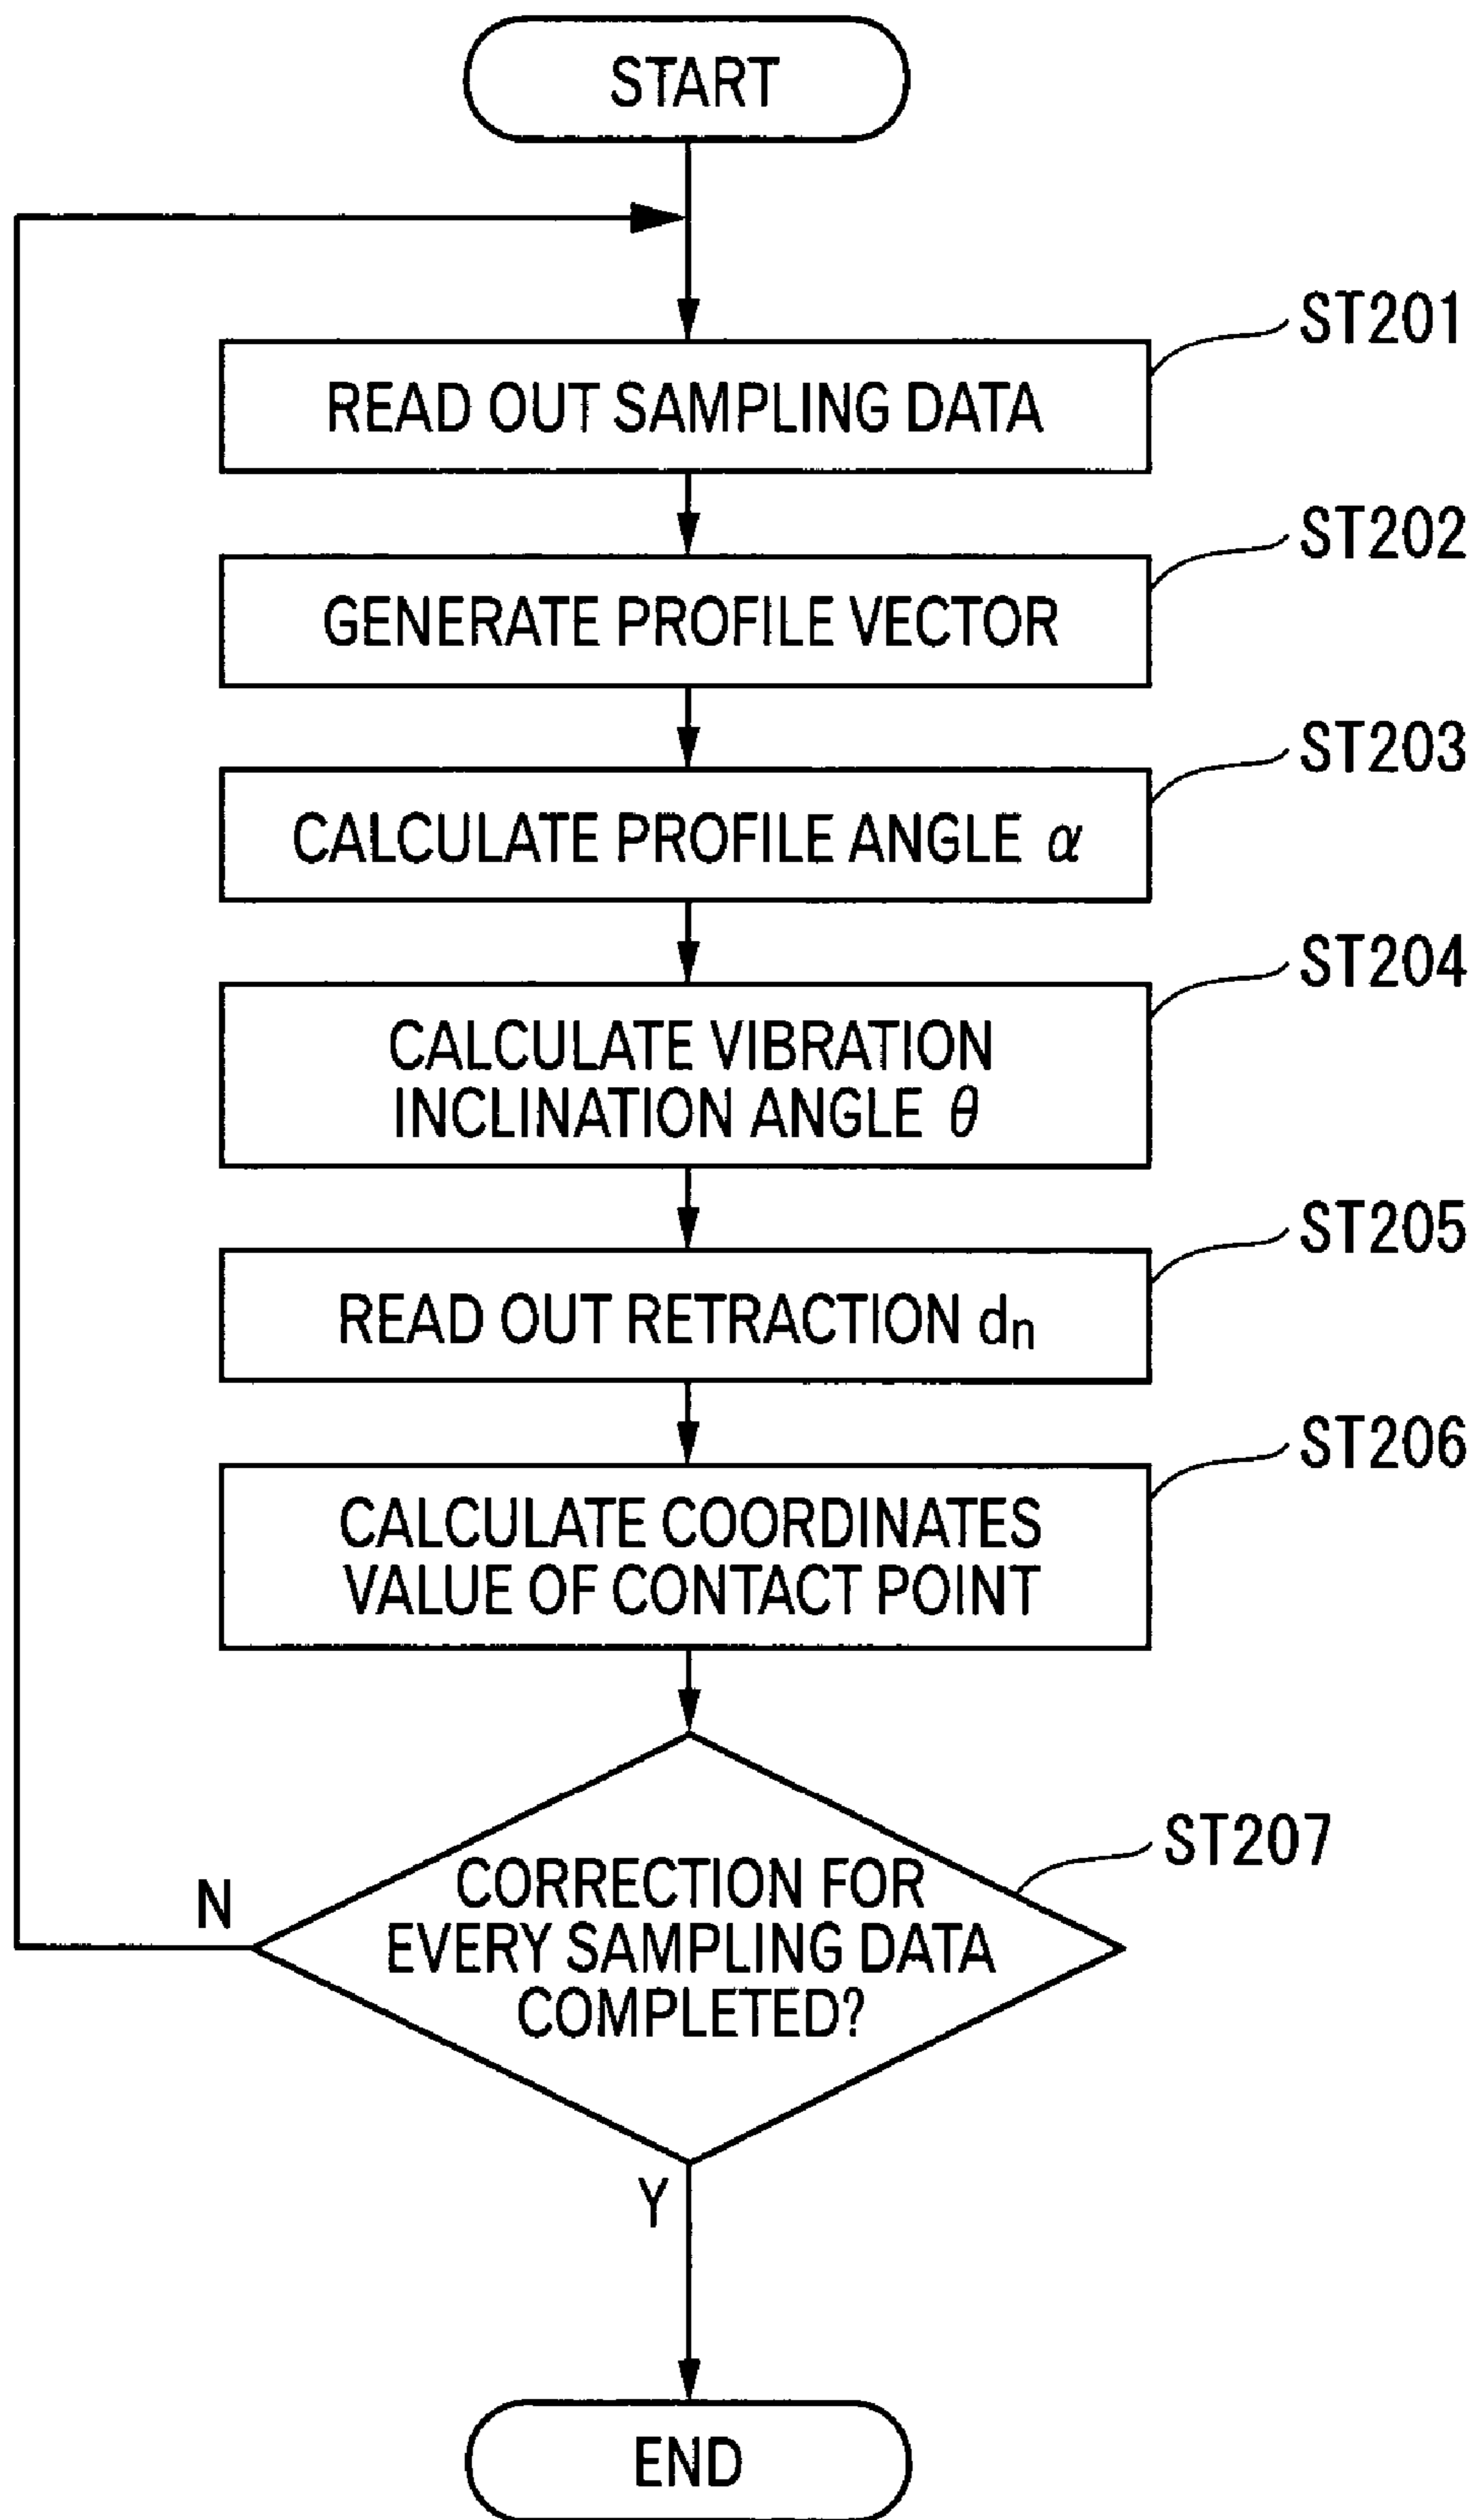 START
ST201
READ OUT SAMPLING DATA
ST202
GENERATE PROFILE VECTOR
ST203
CALCULATE PROFILE ANGLE α
ST204
CALCULATE VIBRATION
INCLINATION ANGLE θ
ST205
READ OUT RETRACTION dn
ST206
CALCULATE COORDINATES
VALUE OF CONTACT POINT
ST207
N
CORRECTION FOR
EVERY SAMPLING DATA
COMPLETED?
Y
END